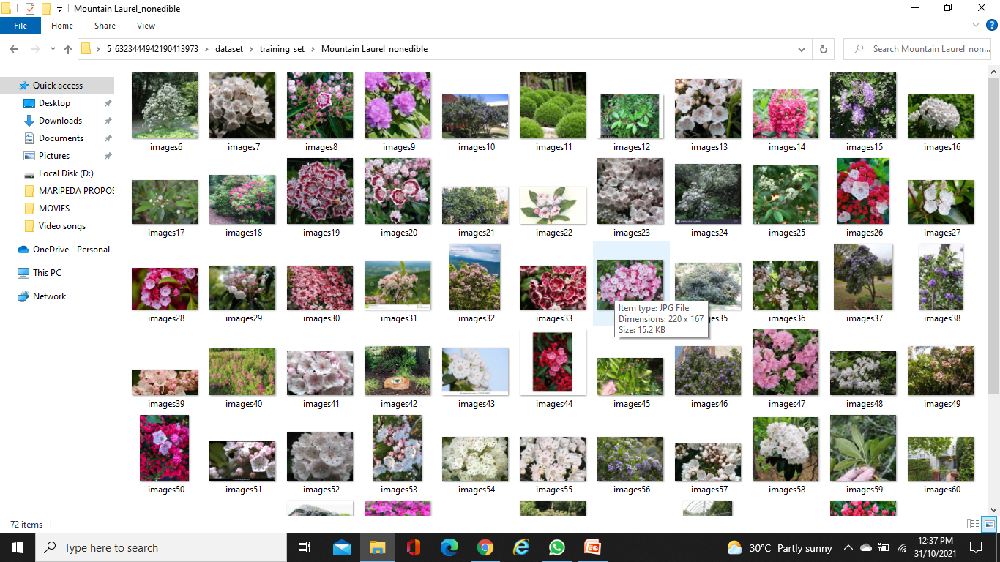 Mountain Laurel_nonedible
File Home Share View
5_6323444942190413973 dataset training_set Mountain Laurel_nonedible
Search Mountain Laurel_non...
Quick access
Desktop
Downloads
Documents
Pictures
Local Disk (D:)
MARIPEDA PROPOS
MOVIES
Video songs
OneDrive - Personal
This PC
Network
images6 images7 images8 images9 images10 images11 images12 images13 images14 images15 images16
images17 images18 images19 images20 images21 images22 images23 images24 images25 images26 images27
images28 images29 images30 images31 images32 images33 35 images36 images37 images38
Item type: JPG File
Dimensions: 220 x 167
Size: 15.2 KB
images39 images40 images41 images42 images43 images44 images45 images46 images47 images48 images49
images50 images51 images52 images53 images54 images55 images56 images57 images58 images59 images60
72 items
Type here to search
30°C Partly sunny
12:37 PM
31/10/2021